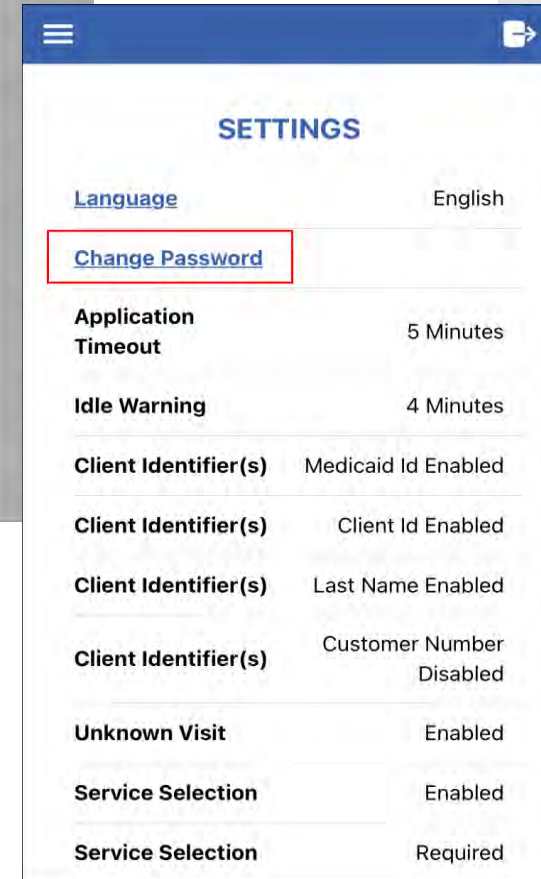 SETTINGS
Language English
Change Password
Application
Timeout 5 Minutes
Idle Warning 4 Minutes
Client Identifier(s) Medicaid Id Enabled
Client Identifier(s) Client Id Enabled
Client Identifier(s) Last Name Enabled
Client Identifier(s) Customer Number
Disabled
Unknown Visit Enabled
Service Selection Enabled
Service Selection Required